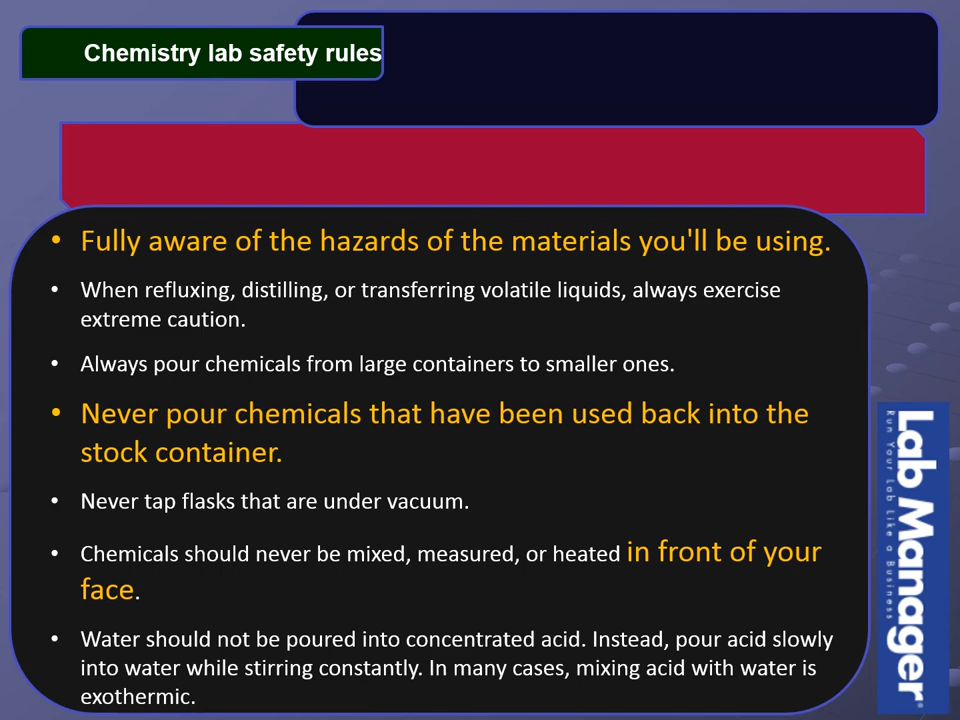 Chemistry lab safety rules
• Fully aware of the hazards of the materials you'll be using.
• When refluxing, distilling, or transferring volatile liquids, always exercise
extreme caution.
• Always pour chemicals from large containers to smaller ones.
• Never pour chemicals that have been used back into the
stock container.
• Never tap flasks that are under vacuum.
• Chemicals should never be mixed, measured, or heated in front of your
face.
• Water should not be poured into concentrated acid. Instead, pour acid slowly
into water while stirring constantly. In many cases, mixing acid with water is
exothermic.
Lab Manager®
Run Your Lab Like a Business